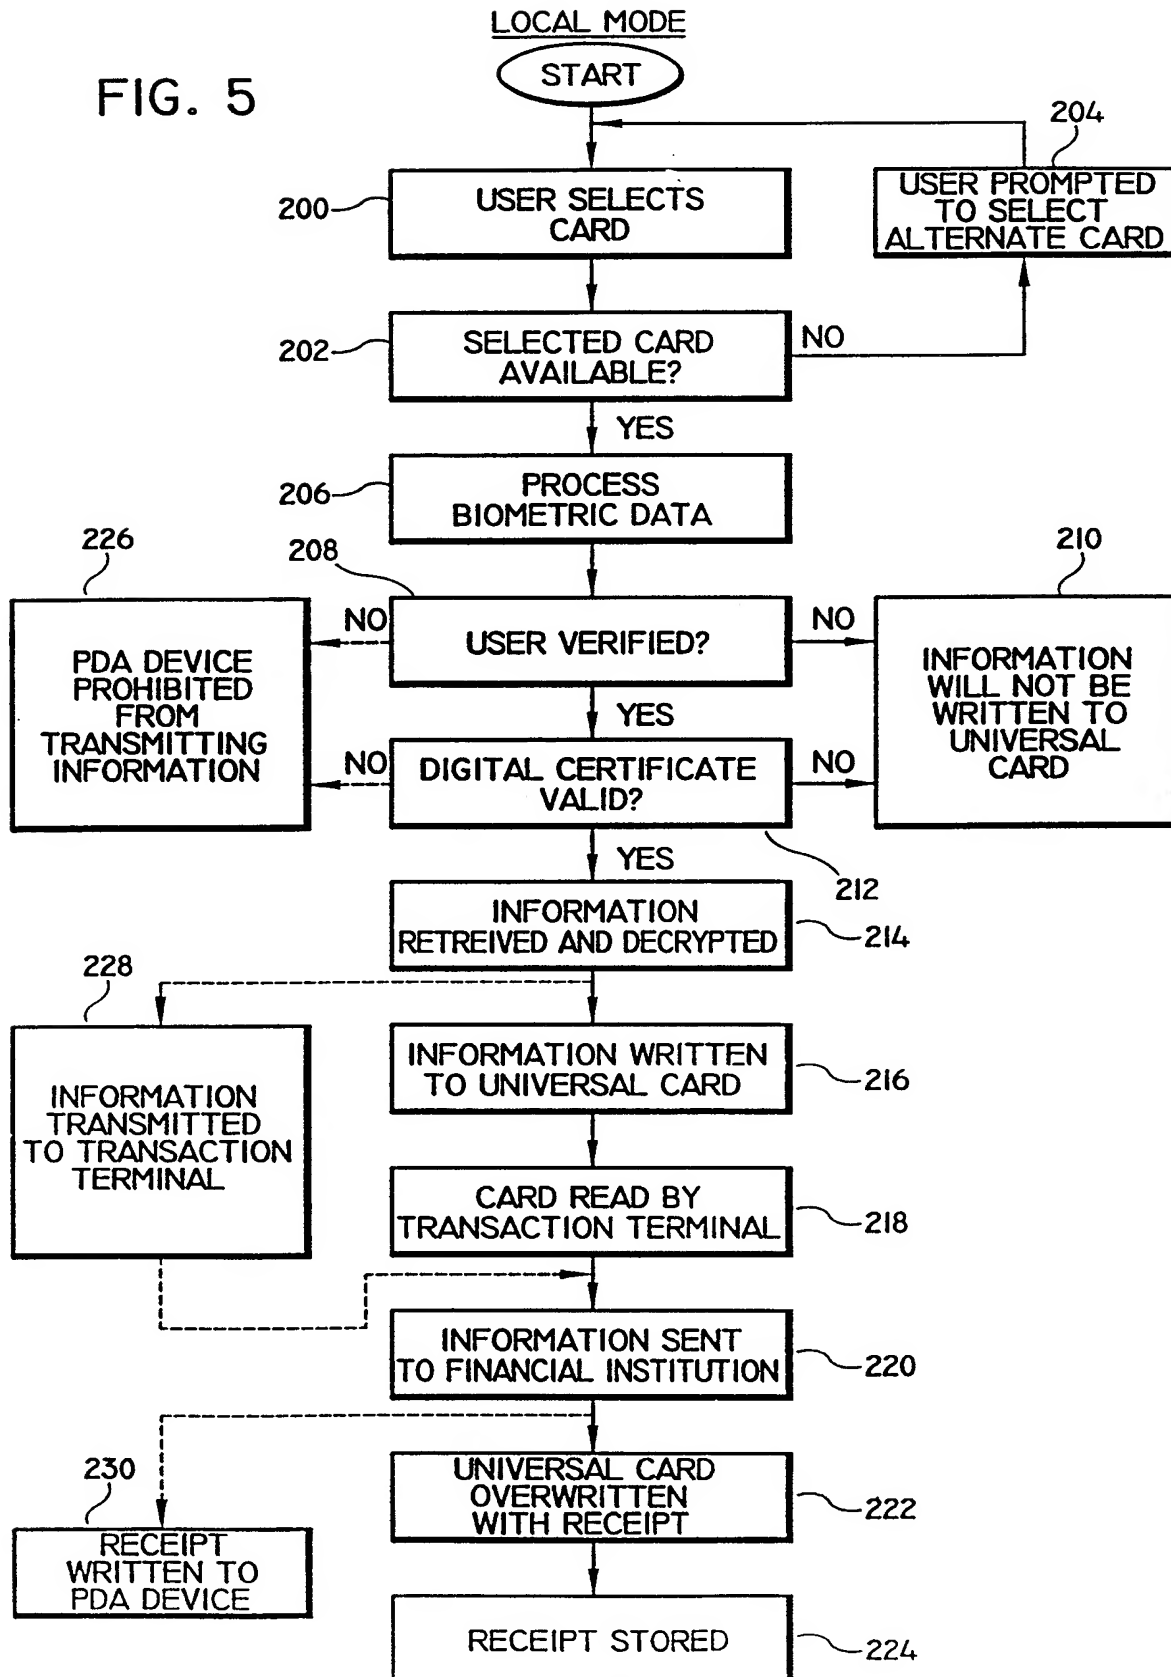 LOCAL MODE
FIG. 5
START
204
200
USER SELECTS
CARD
USER PROMPTED
TO SELECT
ALTERNATE CARD
202
SELECTED CARD
AVAILABLE?
NO
YES
206
PROCESS
BIOMETRIC DATA
226
208
210
PDA DEVICE
PROHIBITED
FROM
TRANSMITTING
INFORMATION
NO
USER VERIFIED?
NO
INFORMATION
WILL NOT BE
WRITTEN TO
UNIVERSAL
CARD
YES
NO
DIGITAL CERTIFICATE
VALID?
NO
YES
212
INFORMATION
RETREIVED AND DECRYPTED
214
228
INFORMATION
TRANSMITTED
TO TRANSACTION
TERMINAL
INFORMATION WRITTEN
TO UNIVERSAL CARD
216
CARD READ BY
TRANSACTION TERMINAL
218
INFORMATION SENT
TO FINANCIAL INSTITUTION
220
230
UNIVERSAL CARD
OVERWRITTEN
WITH RECEIPT
222
RECEIPT
WRITTEN TO
PDA DEVICE
RECEIPT STORED
224